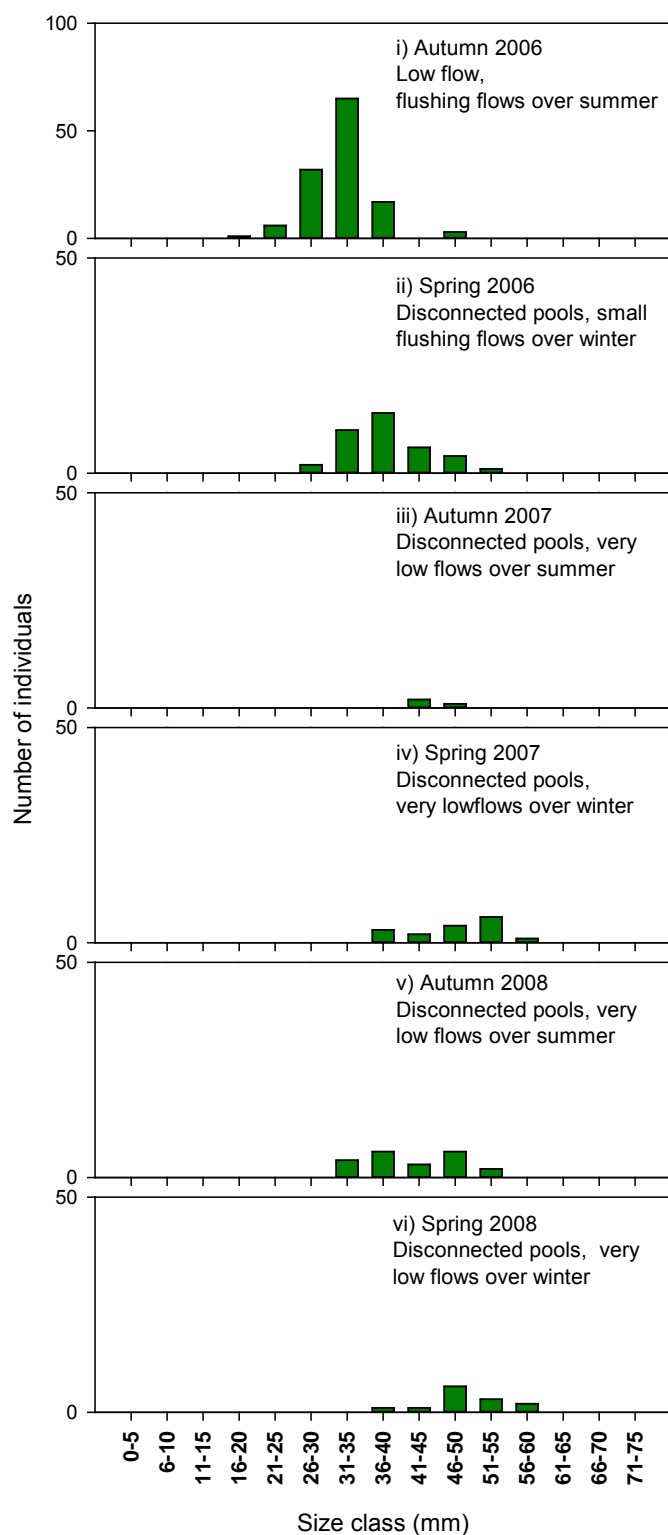 Number of individuals
100
50
0
i) Autumn 2006
Low flow,
flushing flows over summer
50
0
ii) Spring 2006
Disconnected pools, small
flushing flows over winter
50
0
iii) Autumn 2007
Disconnected pools, very
low flows over summer
50
0
iv) Spring 2007
Disconnected pools,
very lowflows over winter
50
0
v) Autumn 2008
Disconnected pools, very
low flows over summer
50
0
vi) Spring 2008
Disconnected pools,  very
low flows over winter
0-5
6-10
11-15
16-20
21-25
26-30
31-35
36-40
41-45
46-50
51-55
56-60
61-65
66-70
71-75
Size class (mm)